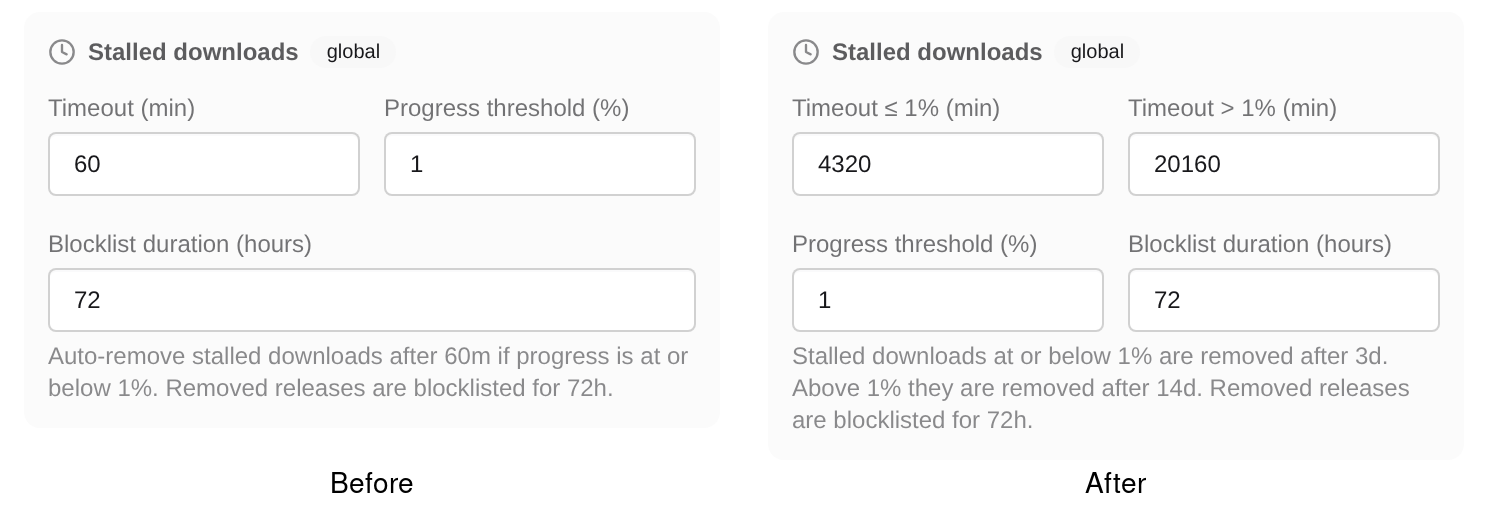 Stalled downloads global
Timeout (min) Progress threshold (%)
60 1
Blocklist duration (hours)
72
Auto-remove stalled downloads after 60m if progress is at or
below 1%. Removed releases are blocklisted for 72h.
Before
Stalled downloads global
Timeout ≤ 1% (min) Timeout > 1% (min)
4320 20160
Progress threshold (%) Blocklist duration (hours)
1 72
Stalled downloads at or below 1% are removed after 3d.
Above 1% they are removed after 14d. Removed releases
are blocklisted for 72h.
After